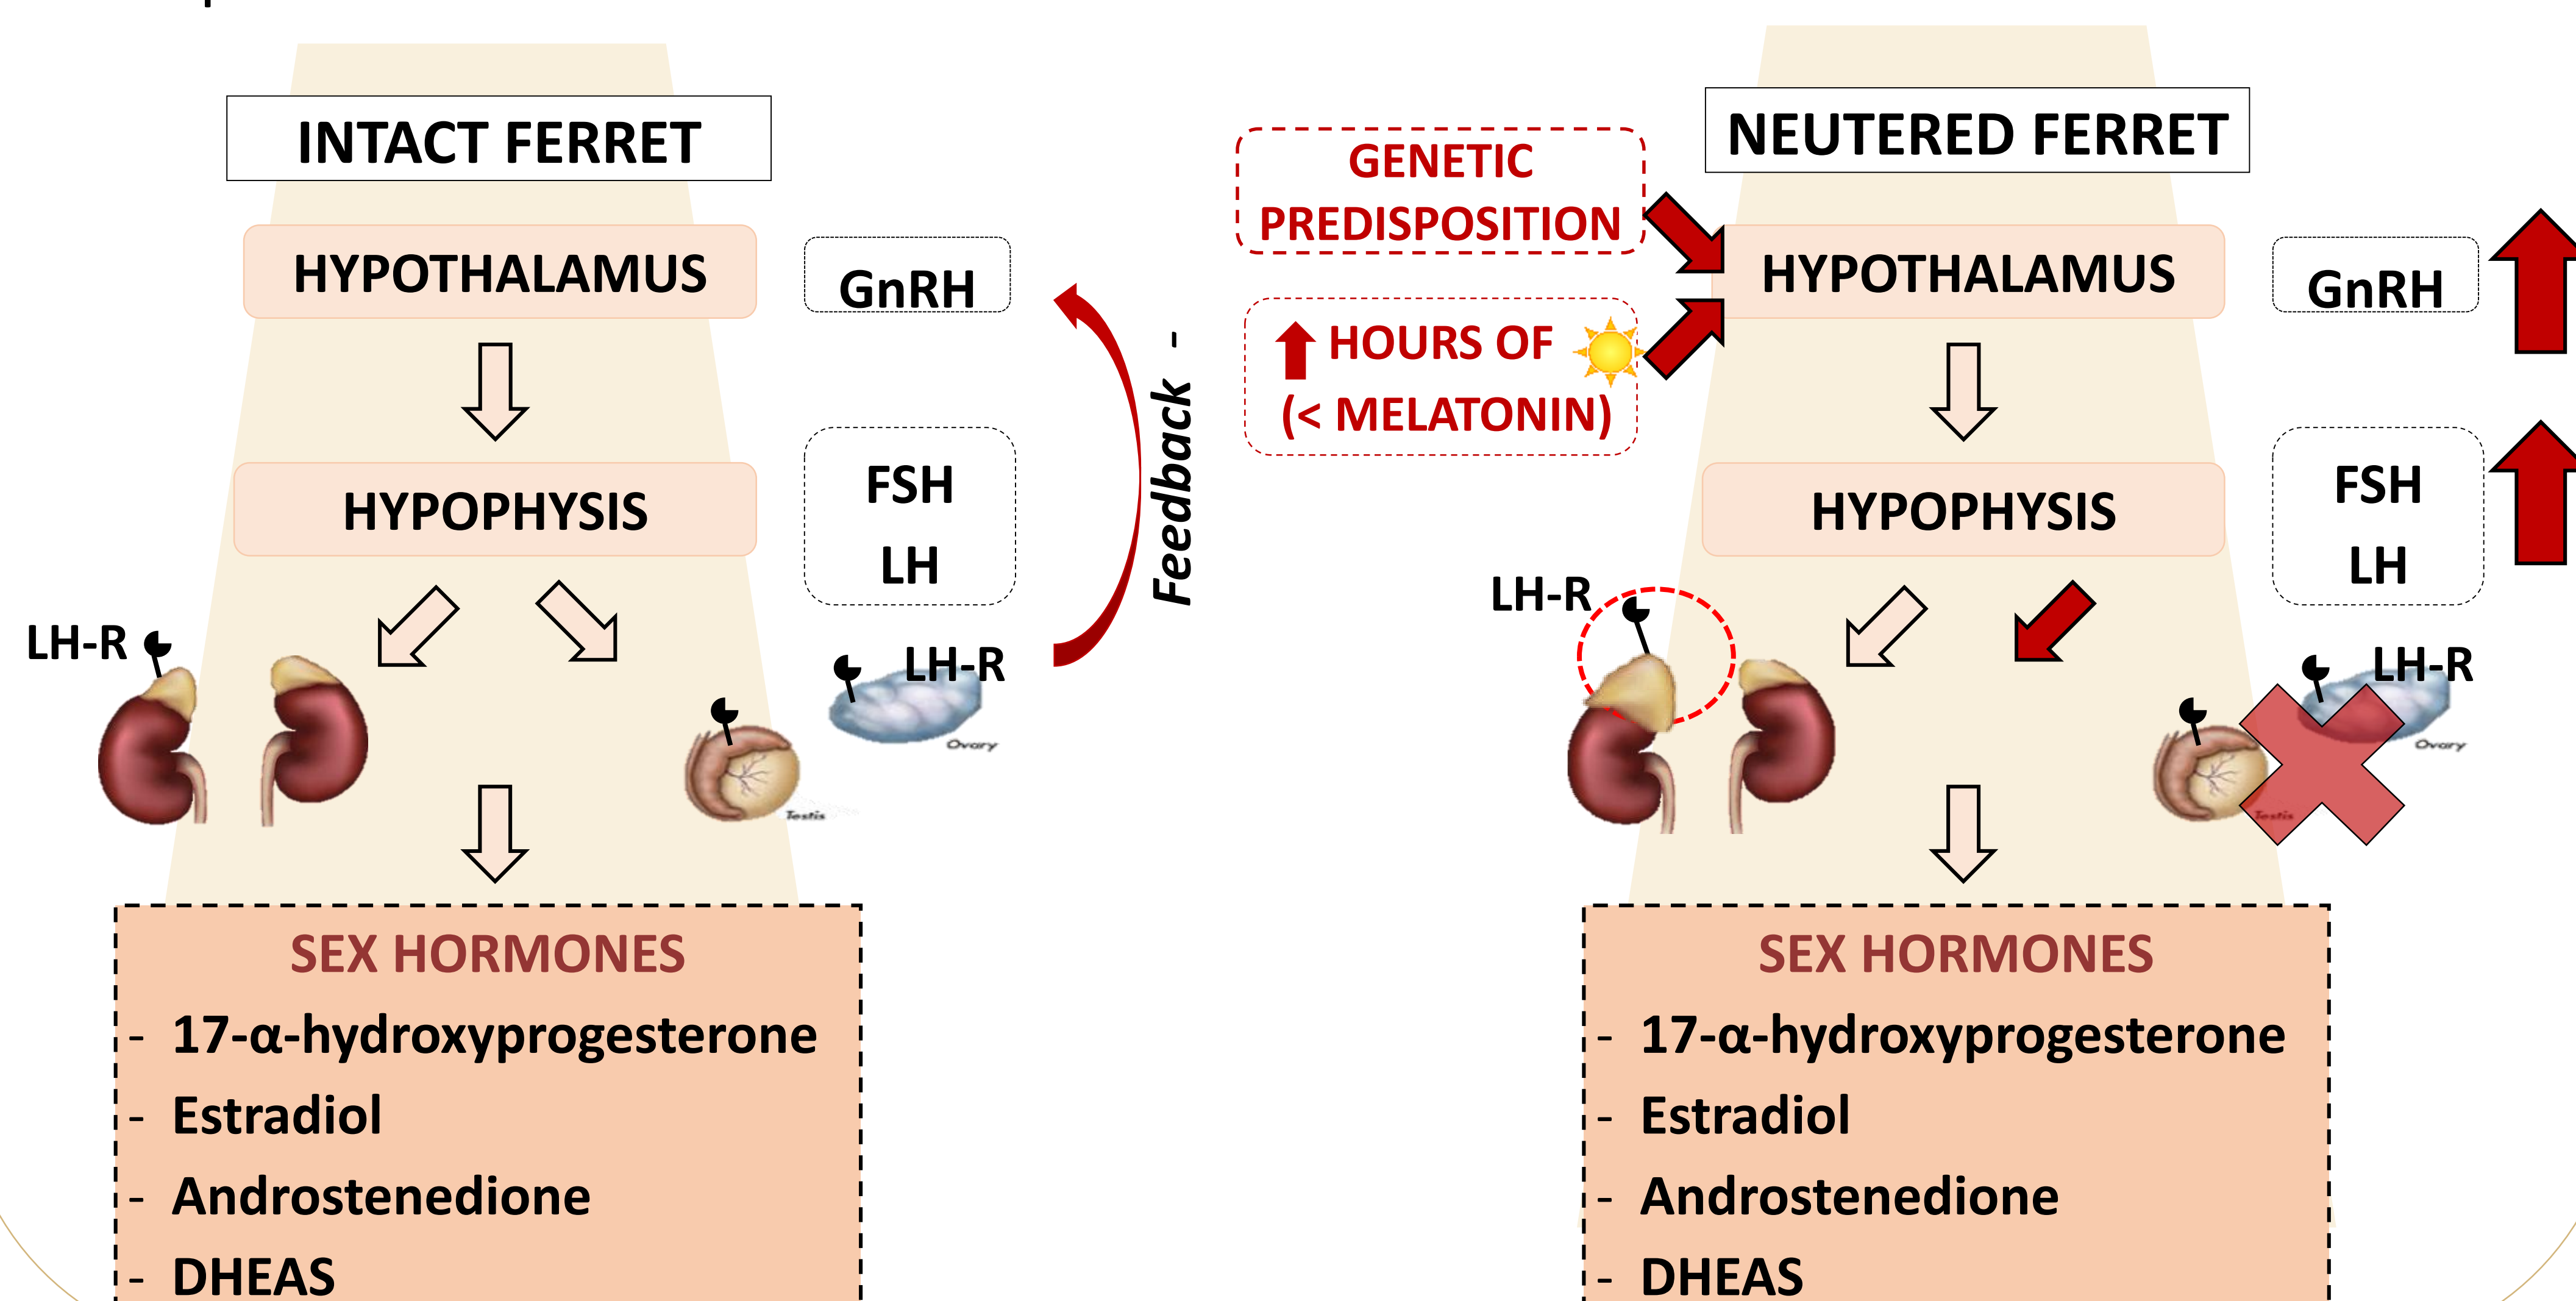 INTACT FERRET
HYPOTHALAMUS
GnRH
HYPOPHYSIS
FSH
LH
Feedback -
LH-R
LH-R
Ovary
Testis
SEX HORMONES
- 17-α-hydroxyprogesterone
- Estradiol
- Androstenedione
- DHEAS
NEUTERED FERRET
GENETIC
PREDISPOSITION
HOURS OF
(< MELATONIN)
HYPOTHALAMUS
GnRH
HYPOPHYSIS
FSH
LH
LH-R
LH-R
Ovary
Testis
SEX HORMONES
- 17-α-hydroxyprogesterone
- Estradiol
- Androstenedione
- DHEAS